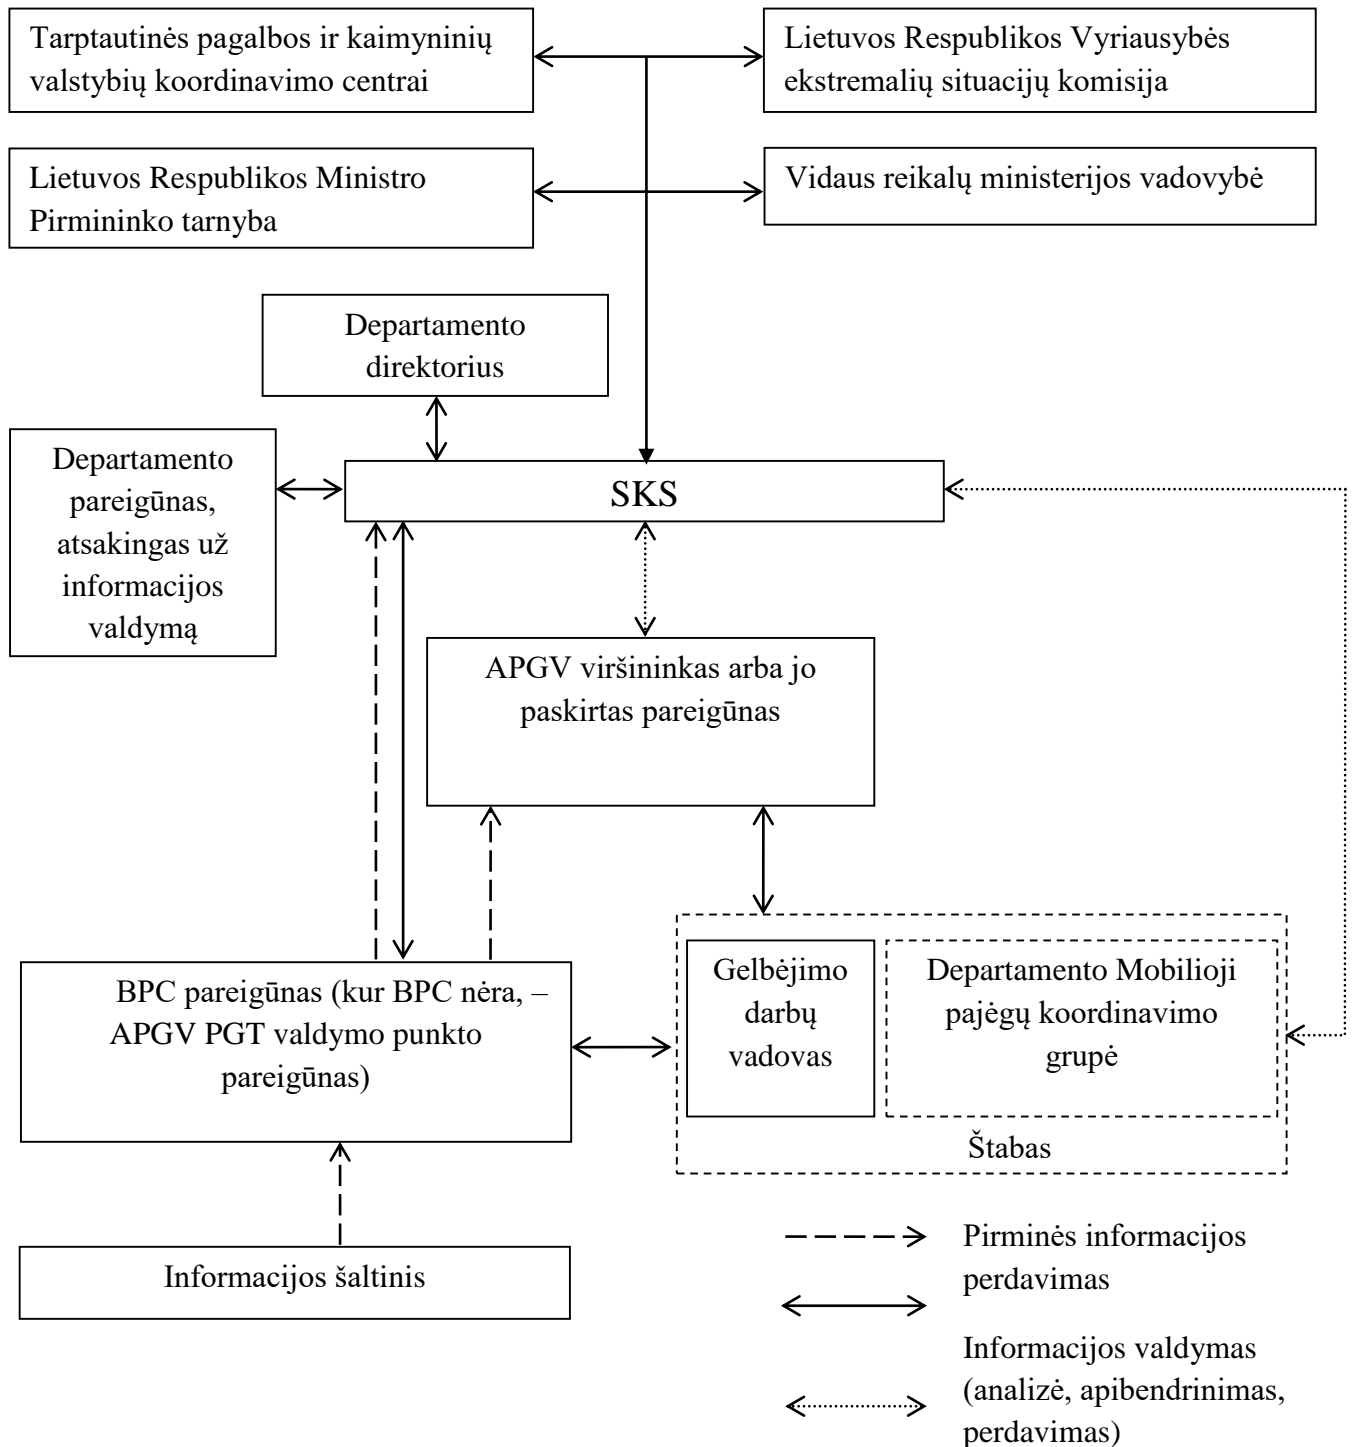 Tarptautinės pagalbos ir kaimyninių
valstybių koordinavimo centrai
Lietuvos Respublikos Vyriausybės
ekstremalių situacijų komisija
Lietuvos Respublikos Ministro
Pirmininko tarnyba
Vidaus reikalų ministerijos vadovybė
Departamento
direktorius
Departamento
pareigūnas,
atsakingas už
informacijos
valdymą
SKS
APGV viršininkas arba jo
paskirtas pareigūnas
BPC pareigūnas (kur BPC nėra, –
APGV PGT valdymo punkto
pareigūnas)
Gelbėjimo
darbų
vadovas
Departamento Mobilioji
pajėgų koordinavimo
grupė
Štabas
Informacijos šaltinis
Pirminės informacijos
perdavimas
Informacijos valdymas
(analizė, apibendrinimas,
perdavimas)